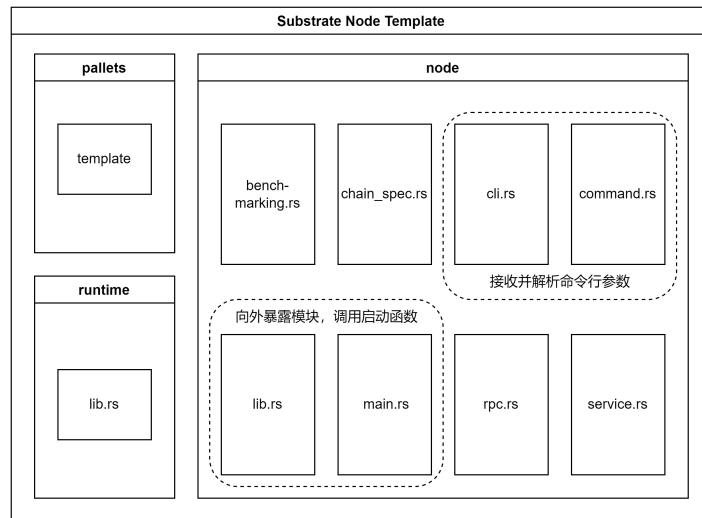 Substrate Node Template
pallets
template
runtime
lib.rs
node
bench-
marking.rs
chain_spec.rs
cli.rs
command.rs
接收并解析命令行参数
向外暴露模块，调用启动函数
lib.rs
main.rs
rpc.rs
service.rs